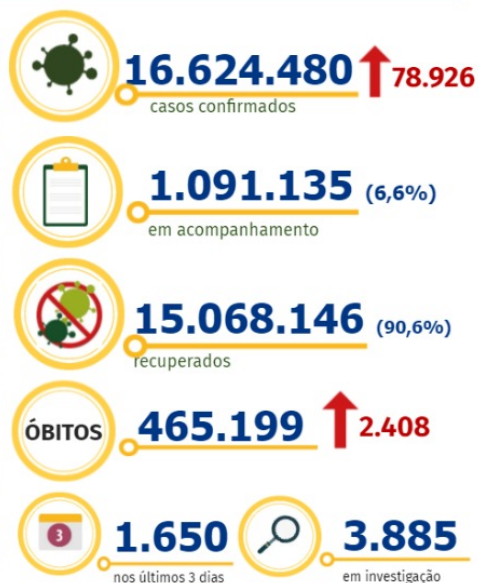 16.624.480 78.926
casos confirmados
1.091.135 (6,6%)
em acompanhamento
15.068.146 (90,6%)
recuperados
ÓBITOS 465.199 2.408
3 1.650 3.885
nos últimos 3 dias em investigação